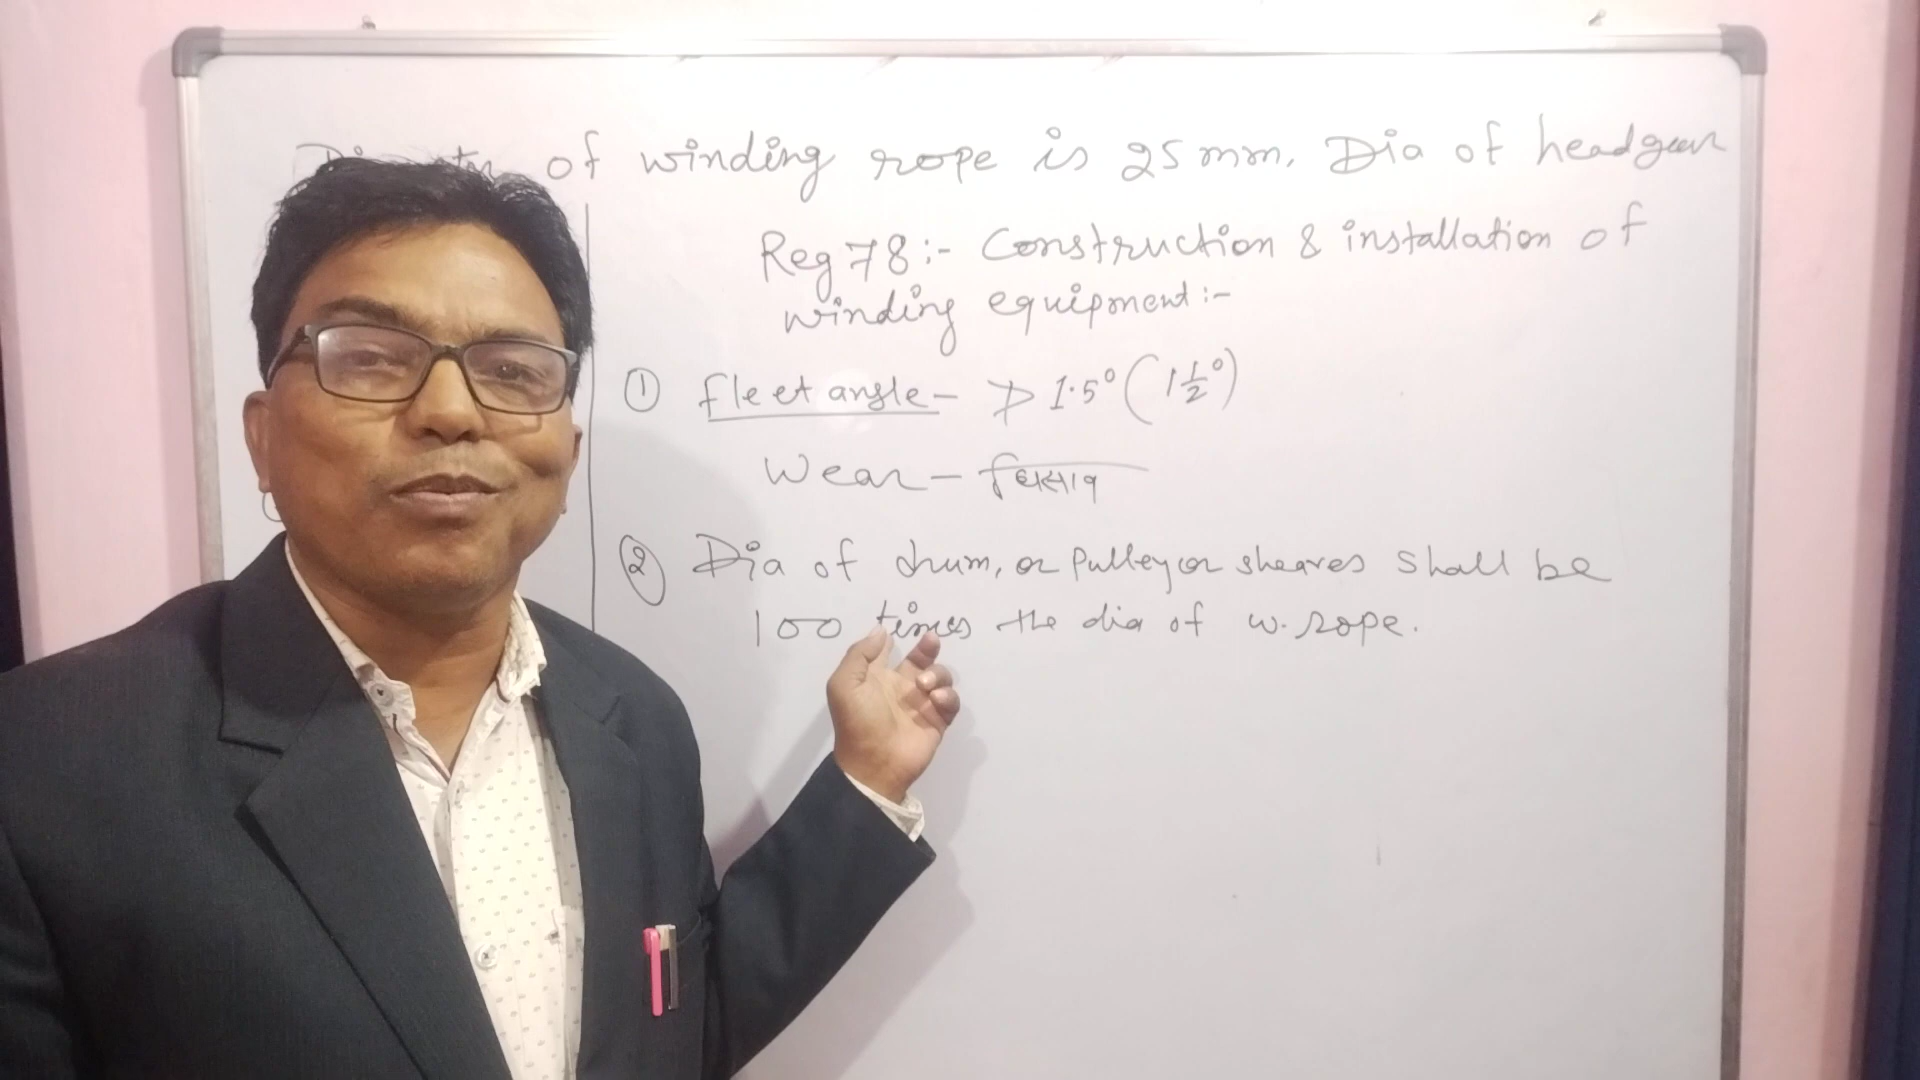 Diameter of winding rope is 25mm. Dia of headgear
Reg 78:- Construction & installation of
winding equipment:-
① fleet angle - ≯ 1.5° (1½°)
Wear - घिसाव
② Dia of drum, or Pulley or sheaves shall be
100 times the dia of w. rope.